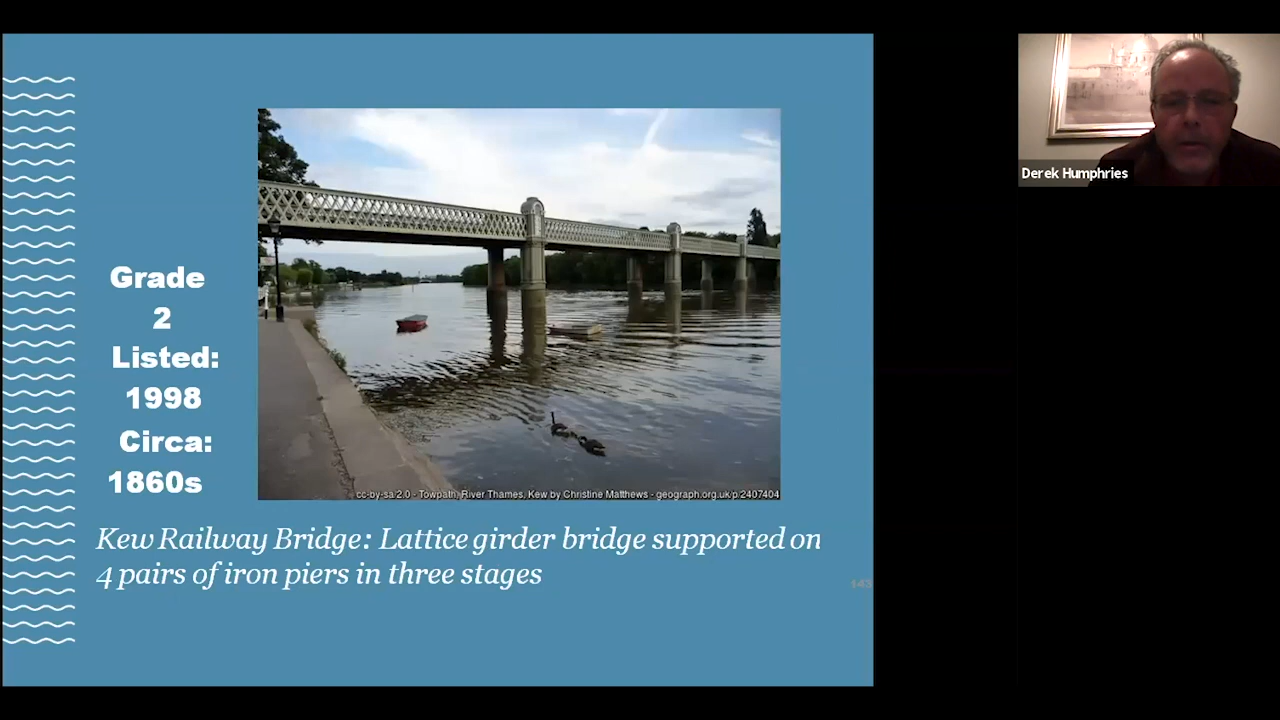 Grade
2
Listed:
1998
Circa:
1860s
cc-by-sa/2.0 - Towpath, River Thames, Kew by Christine Matthews - geograph.org.uk/p/2407404
Kew Railway Bridge: Lattice girder bridge supported on
4 pairs of iron piers in three stages
Derek Humphries